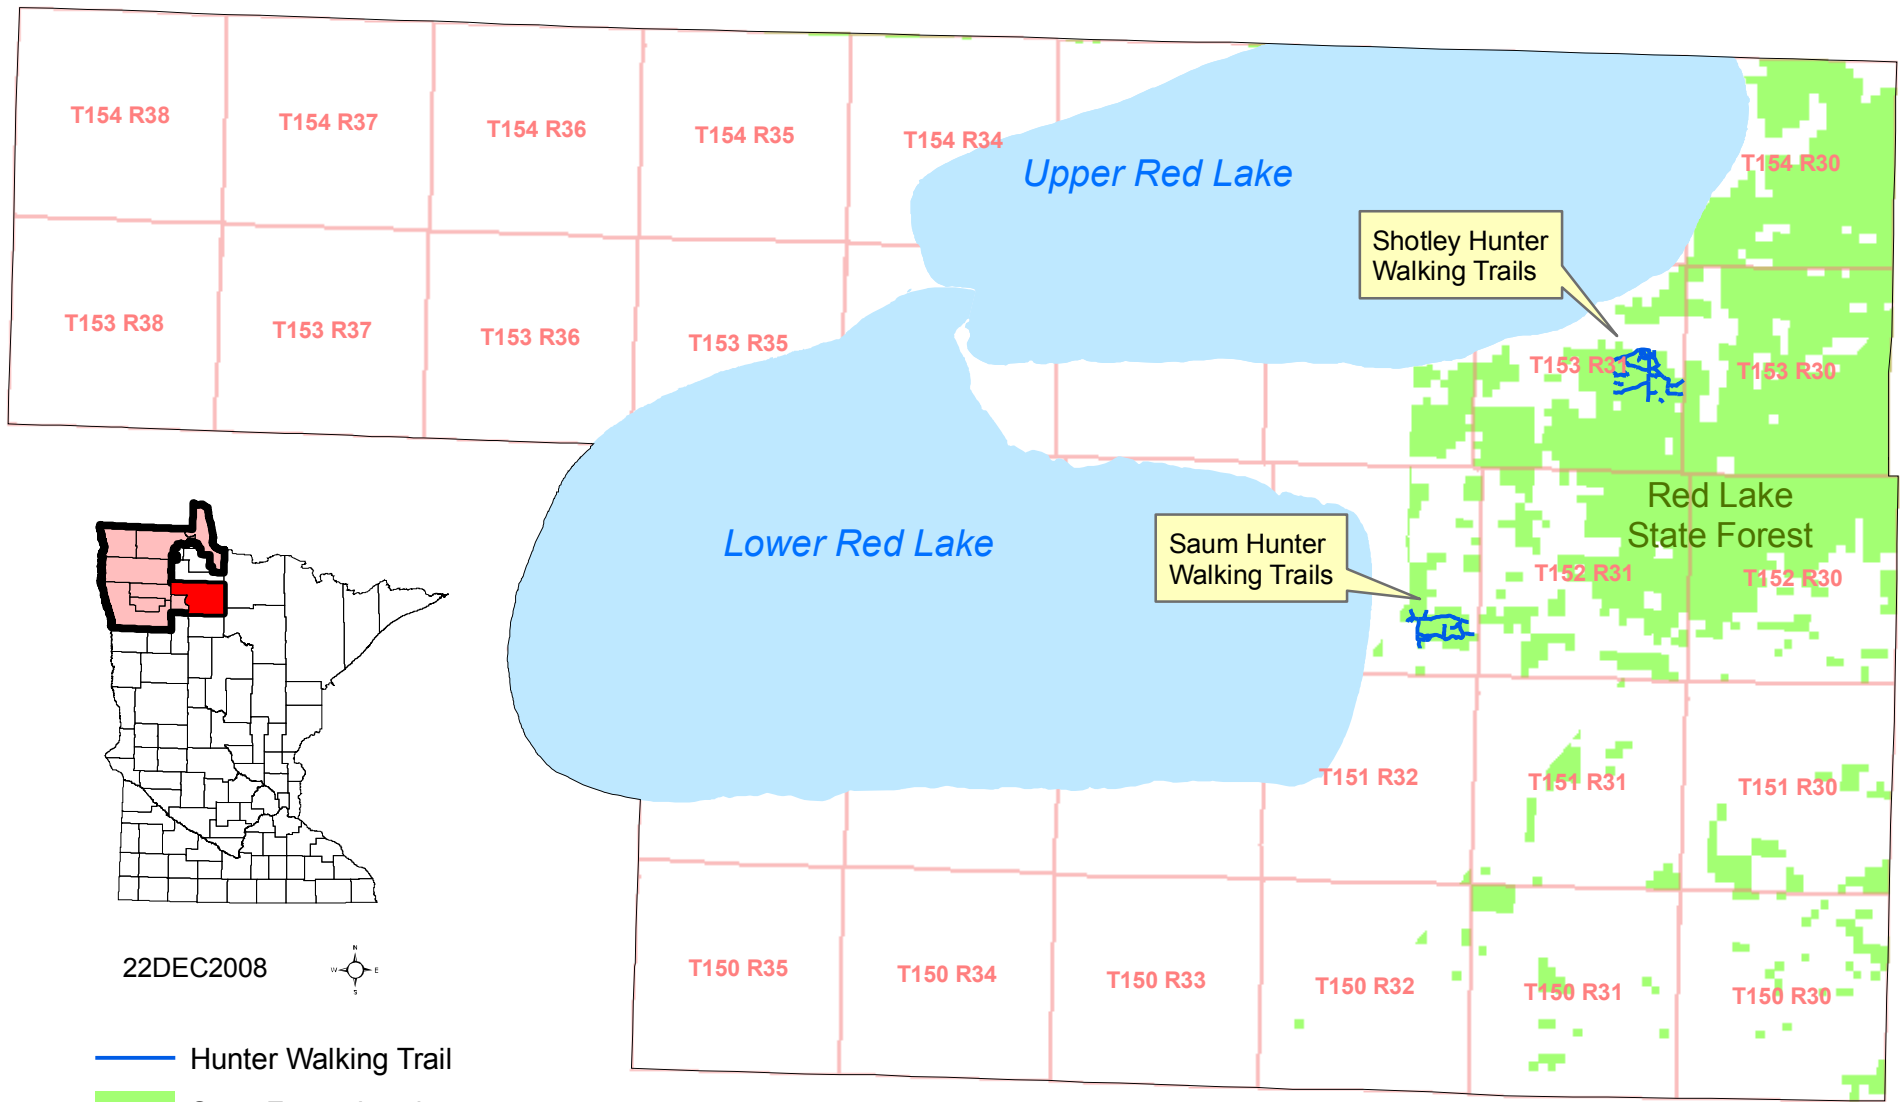 T154 R38
T154 R37
T154 R36
T154 R35
T154 R34
Upper Red Lake
T154 R30
Shotley Hunter
Walking Trails
T153 R38
T153 R37
T153 R36
T153 R35
T153 R31
T153 R30
Red Lake
State Forest
Lower Red Lake
Saum Hunter
Walking Trails
T152 R31
T152 R30
T151 R32
T151 R31
T151 R30
T150 R35
T150 R34
T150 R33
T150 R32
T150 R31
T150 R30
22DEC2008
N
W
E
S
Hunter Walking Trail